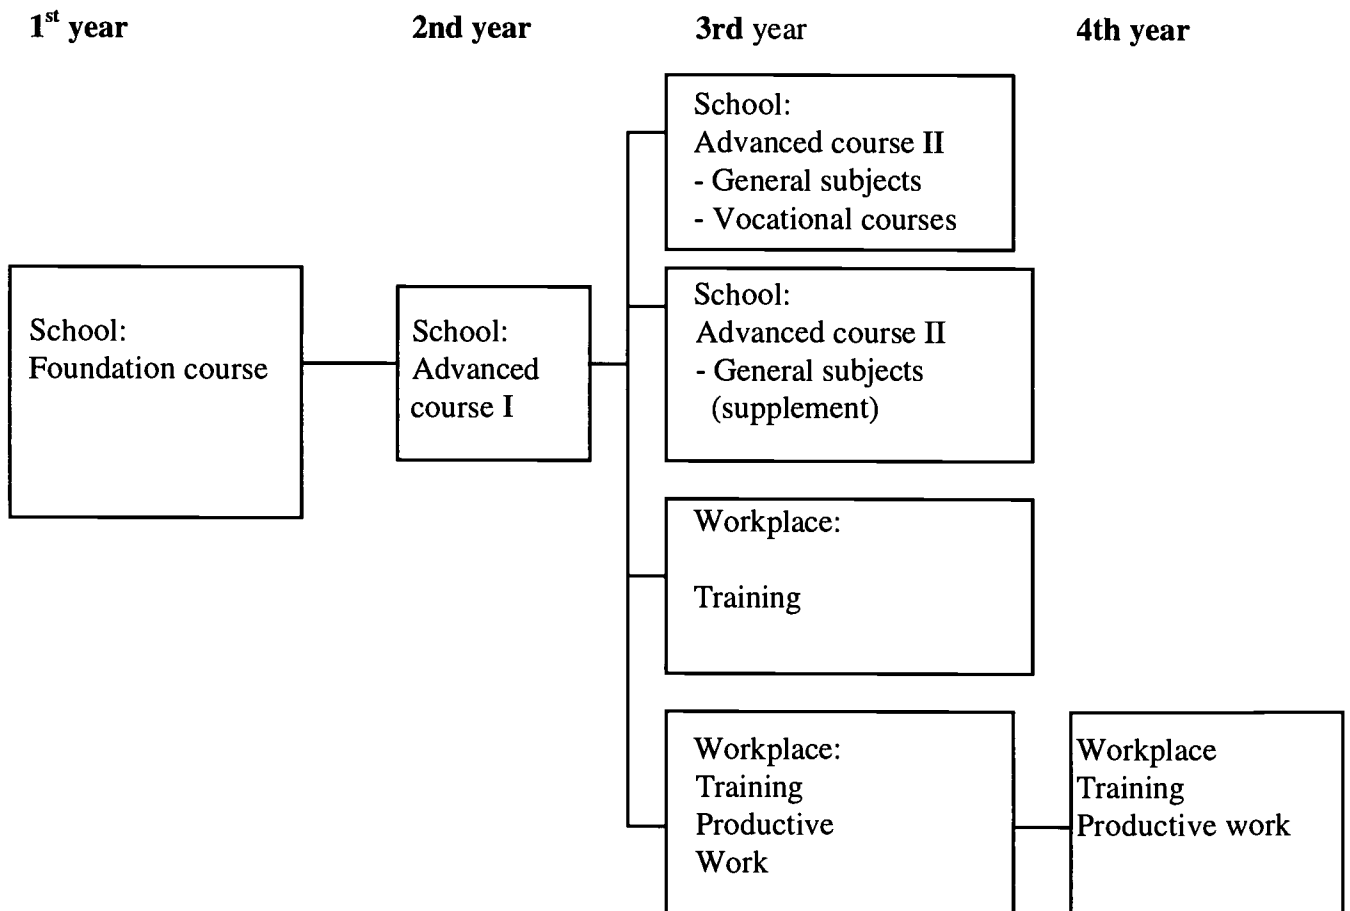 1st year
2nd year
3rd year
4th year
School:
Foundation course
School:
Advanced
course I
School:
Advanced course II
- General subjects
- Vocational courses
School:
Advanced course II
- General subjects
(supplement)
Workplace:
Training
Workplace:
Training
Productive
Work
Workplace
Training
Productive work